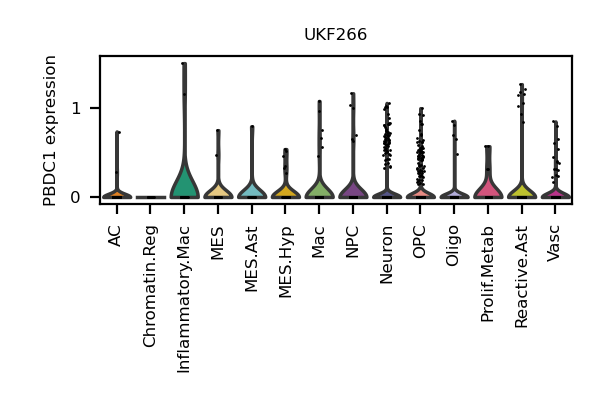 UKF266
PBDC1 expression
1
0
AC
Chromatin.Reg
Inflammatory.Mac
MES
MES.Ast
MES.Hyp
Mac
NPC
Neuron
OPC
Oligo
Prolif.Metab
Reactive.Ast
Vasc